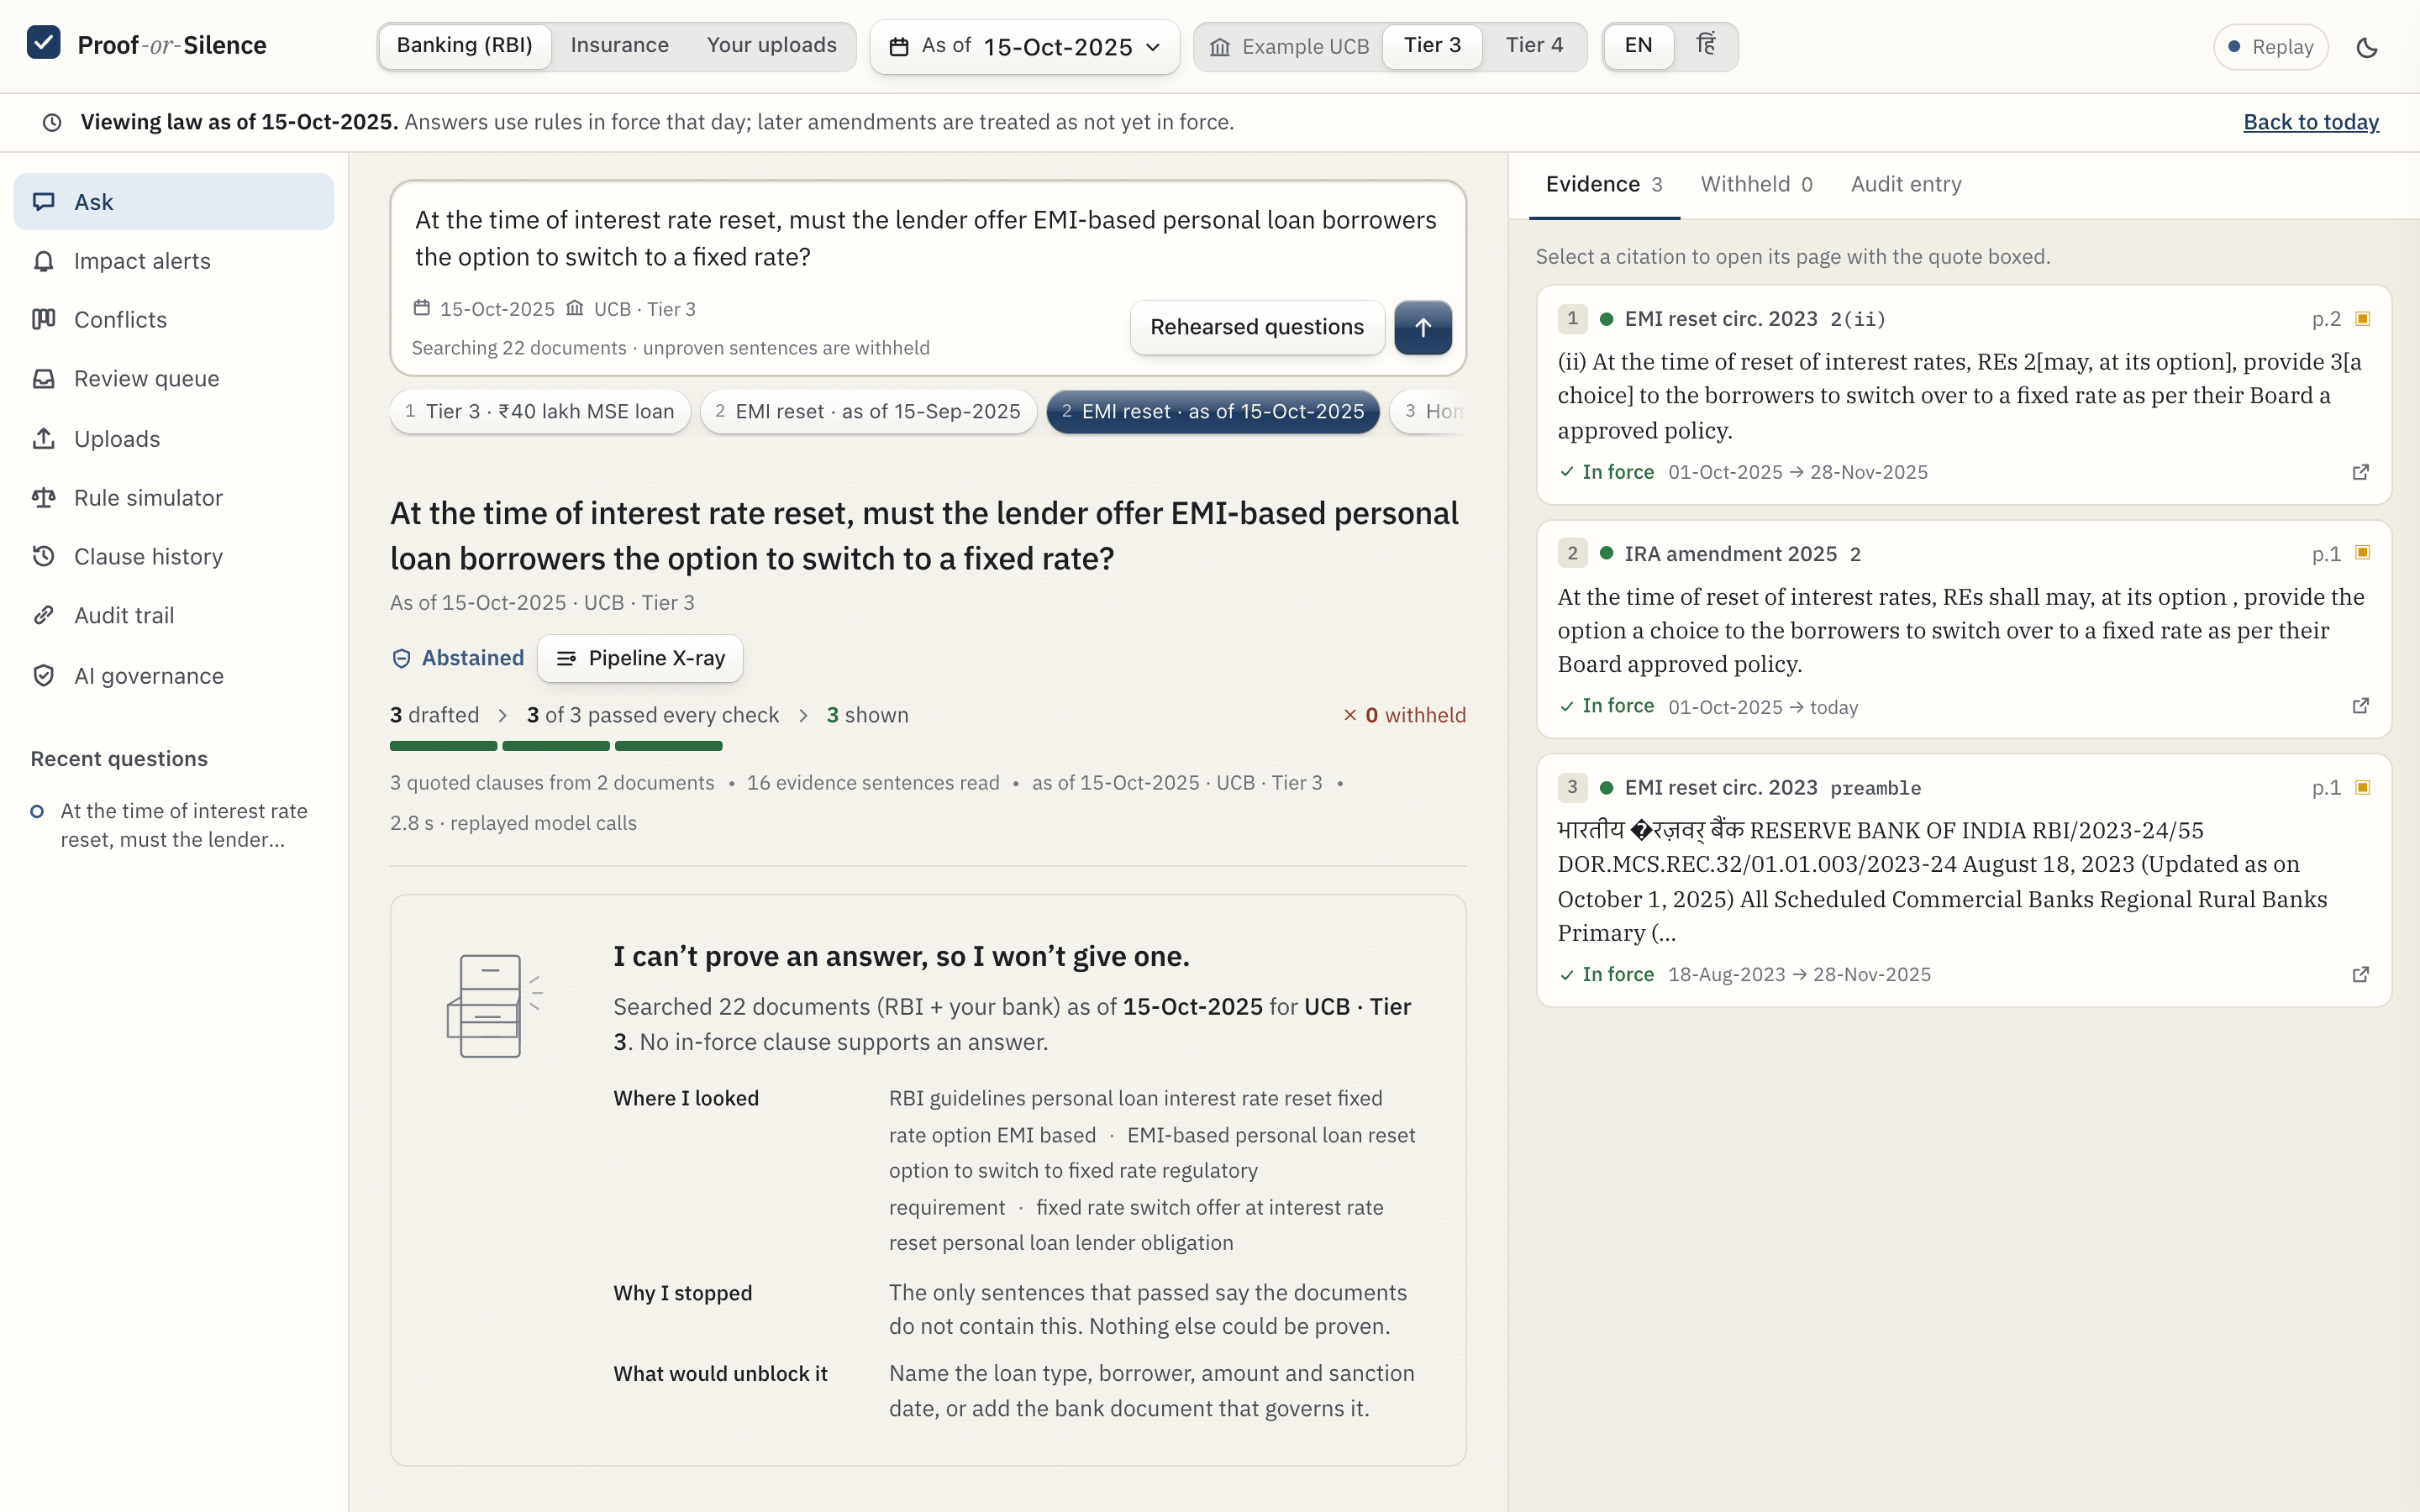 Proof-or-Silence
Banking (RBI) Insurance Your uploads
As of 15-Oct-2025
Example UCB Tier 3 Tier 4
EN हिं
Replay
Viewing law as of 15-Oct-2025. Answers use rules in force that day; later amendments are treated as not yet in force.
Back to today
Ask
Impact alerts
Conflicts
Review queue
Uploads
Rule simulator
Clause history
Audit trail
AI governance
Recent questions
At the time of interest rate
reset, must the lender...
At the time of interest rate reset, must the lender offer EMI-based personal loan borrowers
the option to switch to a fixed rate?
15-Oct-2025 UCB · Tier 3
Searching 22 documents · unproven sentences are withheld
Rehearsed questions
1 Tier 3 · ₹40 lakh MSE loan
2 EMI reset · as of 15-Sep-2025
2 EMI reset · as of 15-Oct-2025
3
At the time of interest rate reset, must the lender offer EMI-based personal
loan borrowers the option to switch to a fixed rate?
As of 15-Oct-2025 · UCB · Tier 3
Abstained Pipeline X-ray
3 drafted > 3 of 3 passed every check > 3 shown
× 0 withheld
3 quoted clauses from 2 documents • 16 evidence sentences read • as of 15-Oct-2025 · UCB · Tier 3 •
2.8 s · replayed model calls
I can’t prove an answer, so I won’t give one.
Searched 22 documents (RBI + your bank) as of 15-Oct-2025 for UCB · Tier
3. No in-force clause supports an answer.
Where I looked
RBI guidelines personal loan interest rate reset fixed
rate option EMI based · EMI-based personal loan reset
option to switch to fixed rate regulatory
requirement · fixed rate switch offer at interest rate
reset personal loan lender obligation
Why I stopped
The only sentences that passed say the documents
do not contain this. Nothing else could be proven.
What would unblock it
Name the loan type, borrower, amount and sanction
date, or add the bank document that governs it.
Evidence 3 Withheld 0 Audit entry
Select a citation to open its page with the quote boxed.
1 EMI reset circ. 2023 2(ii) p.2
(ii) At the time of reset of interest rates, REs 2[may, at its option], provide 3[a
choice] to the borrowers to switch over to a fixed rate as per their Board a
approved policy.
✓ In force 01-Oct-2025 → 28-Nov-2025
2 IRA amendment 2025 2 p.1
At the time of reset of interest rates, REs shall may, at its option , provide the
option a choice to the borrowers to switch over to a fixed rate as per their
Board approved policy.
✓ In force 01-Oct-2025 → today
3 EMI reset circ. 2023 preamble p.1
भारतीय �रज़वर् बैंक RESERVE BANK OF INDIA RBI/2023-24/55
DOR.MCS.REC.32/01.01.003/2023-24 August 18, 2023 (Updated as on
October 1, 2025) All Scheduled Commercial Banks Regional Rural Banks
Primary (...
✓ In force 18-Aug-2023 → 28-Nov-2025